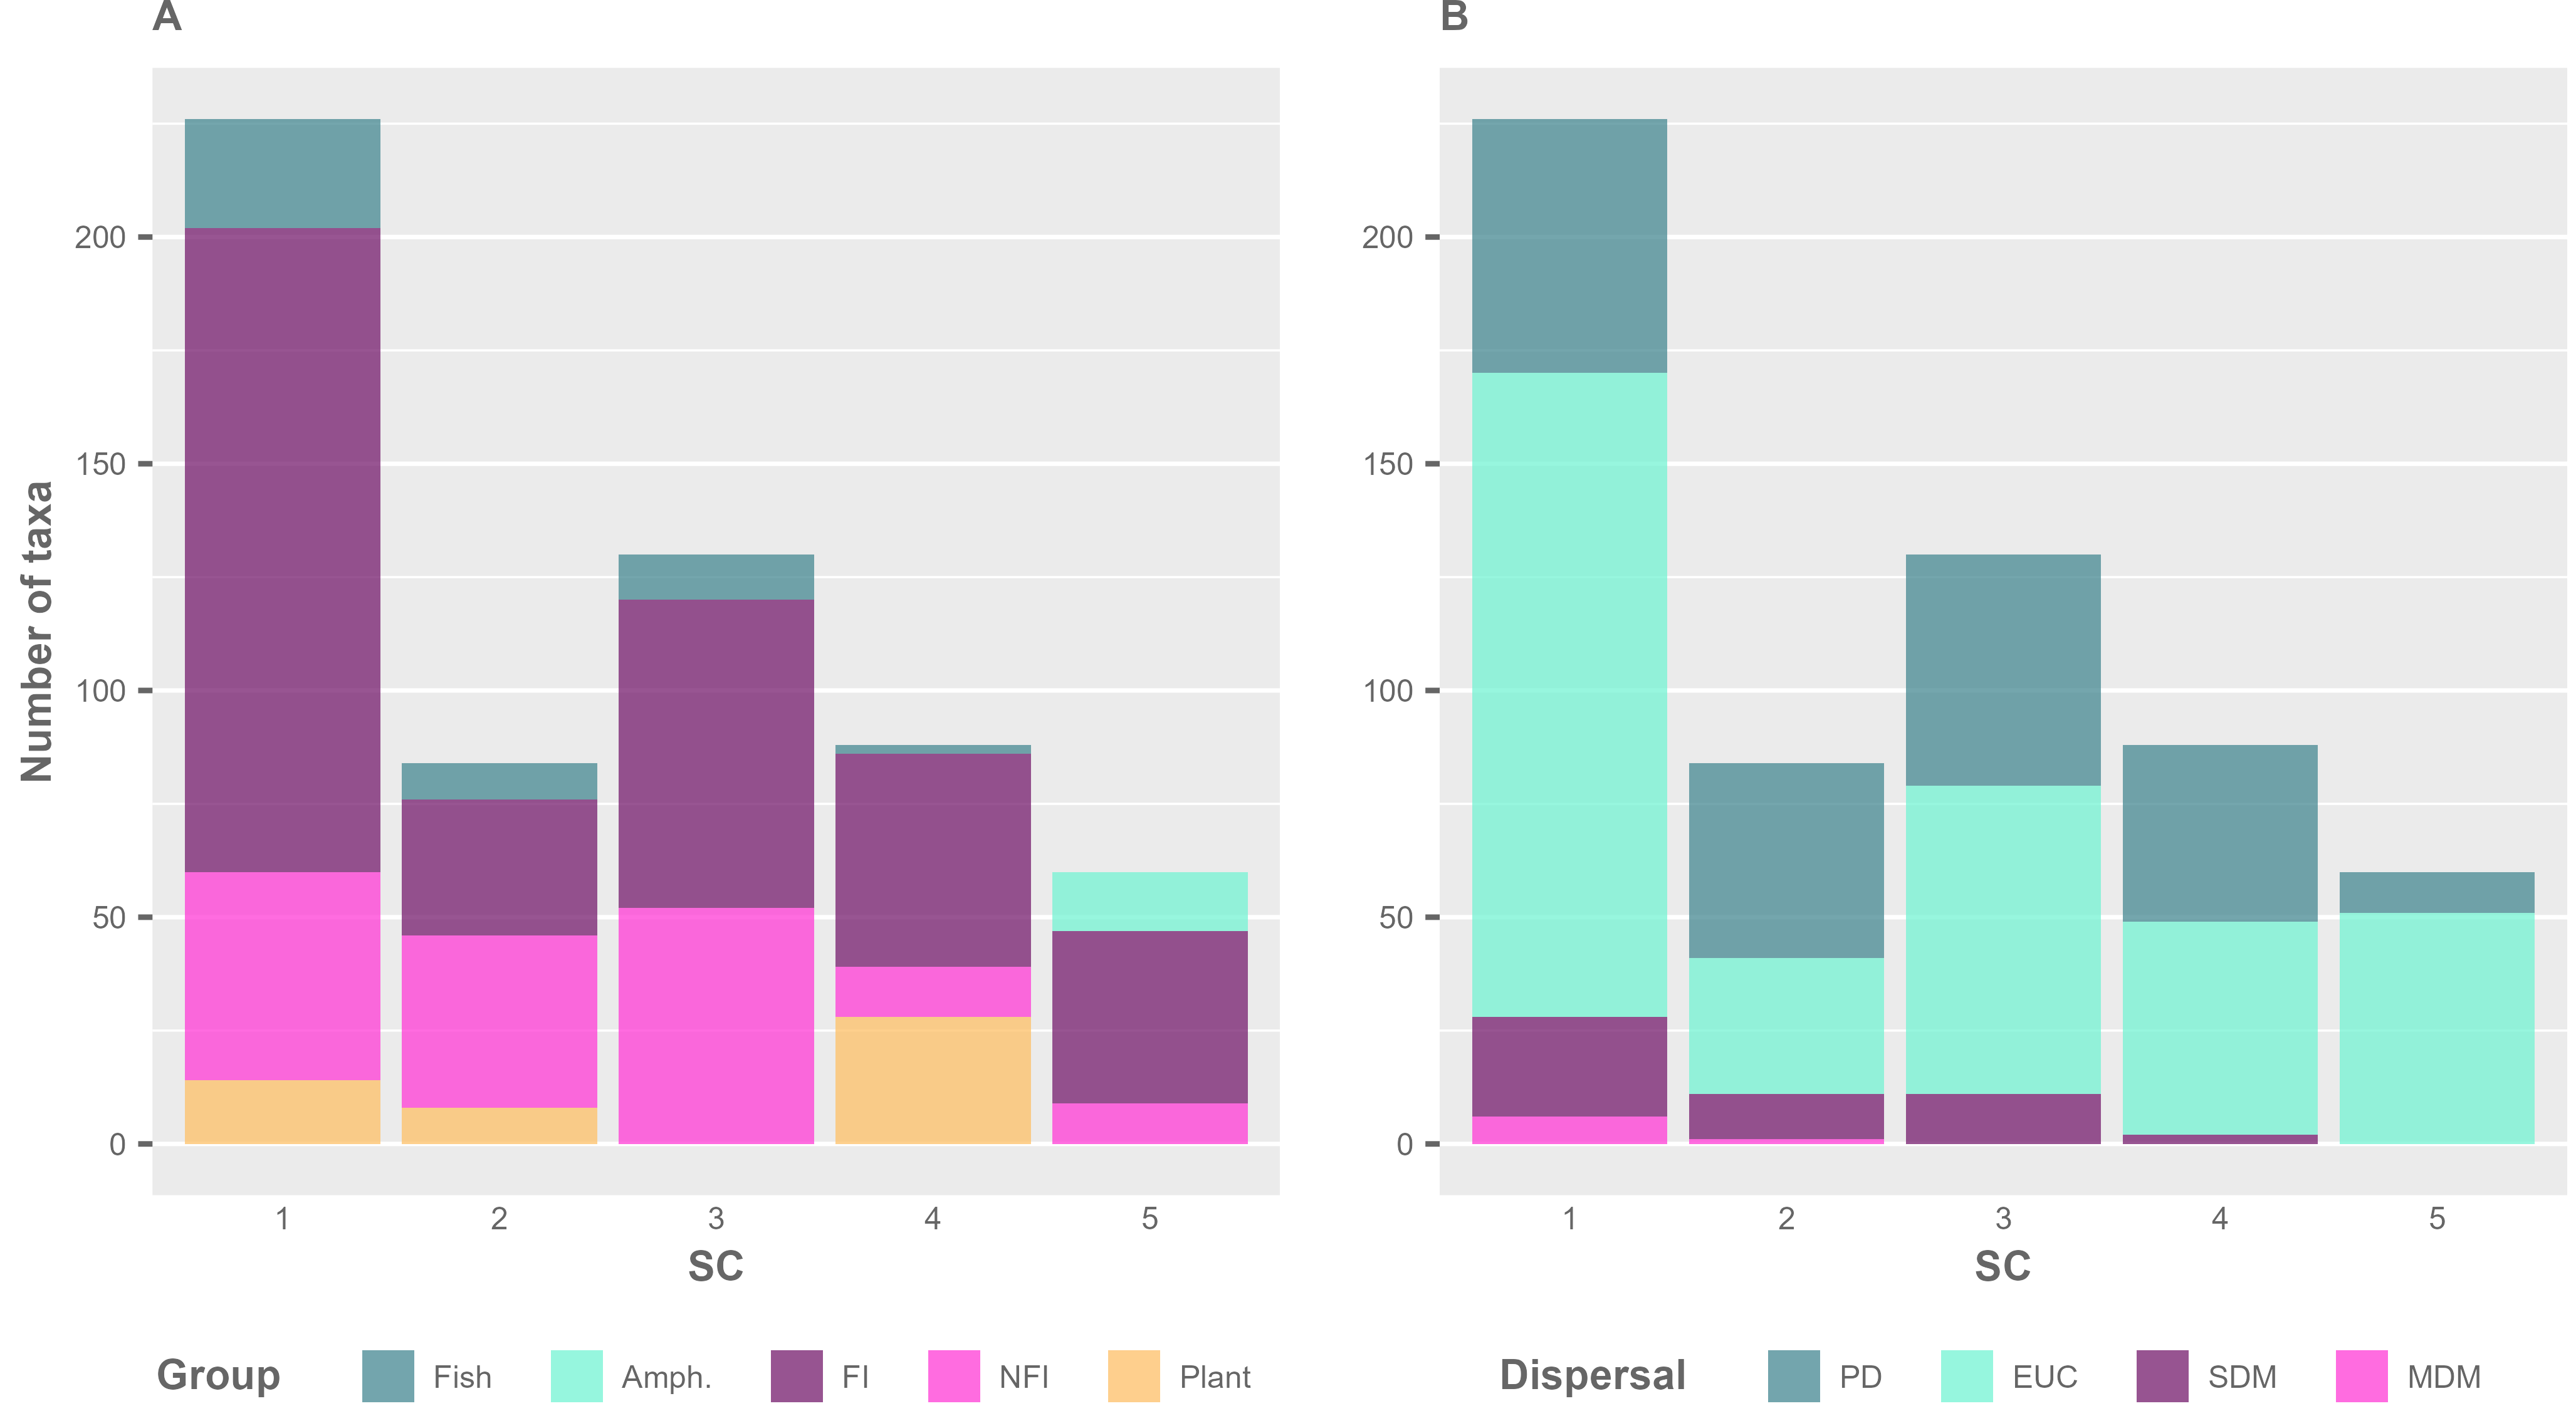 A
B
Number of taxa
200
150
100
50
0
1 2 3 4 5
SC
200
150
100
50
0
1 2 3 4 5
SC
Group Fish Amph. FI NFI Plant
Dispersal PD EUC SDM MDM